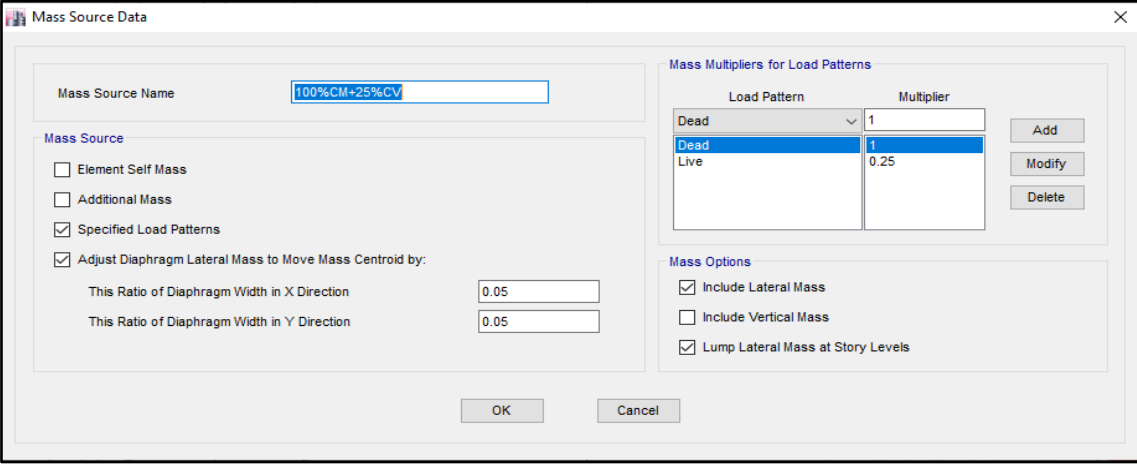 Mass Source Data
Mass Source Name 100%CM+25%CV
Mass Source
Element Self Mass
Additional Mass
Specified Load Patterns
Adjust Diaphragm Lateral Mass to Move Mass Centroid by:
This Ratio of Diaphragm Width in X Direction 0.05
This Ratio of Diaphragm Width in Y Direction 0.05
Mass Multipliers for Load Patterns
Load Pattern Multiplier
Dead 1
Dead 1
Live 0.25
Add
Modify
Delete
Mass Options
Include Lateral Mass
Include Vertical Mass
Lump Lateral Mass at Story Levels
OK Cancel